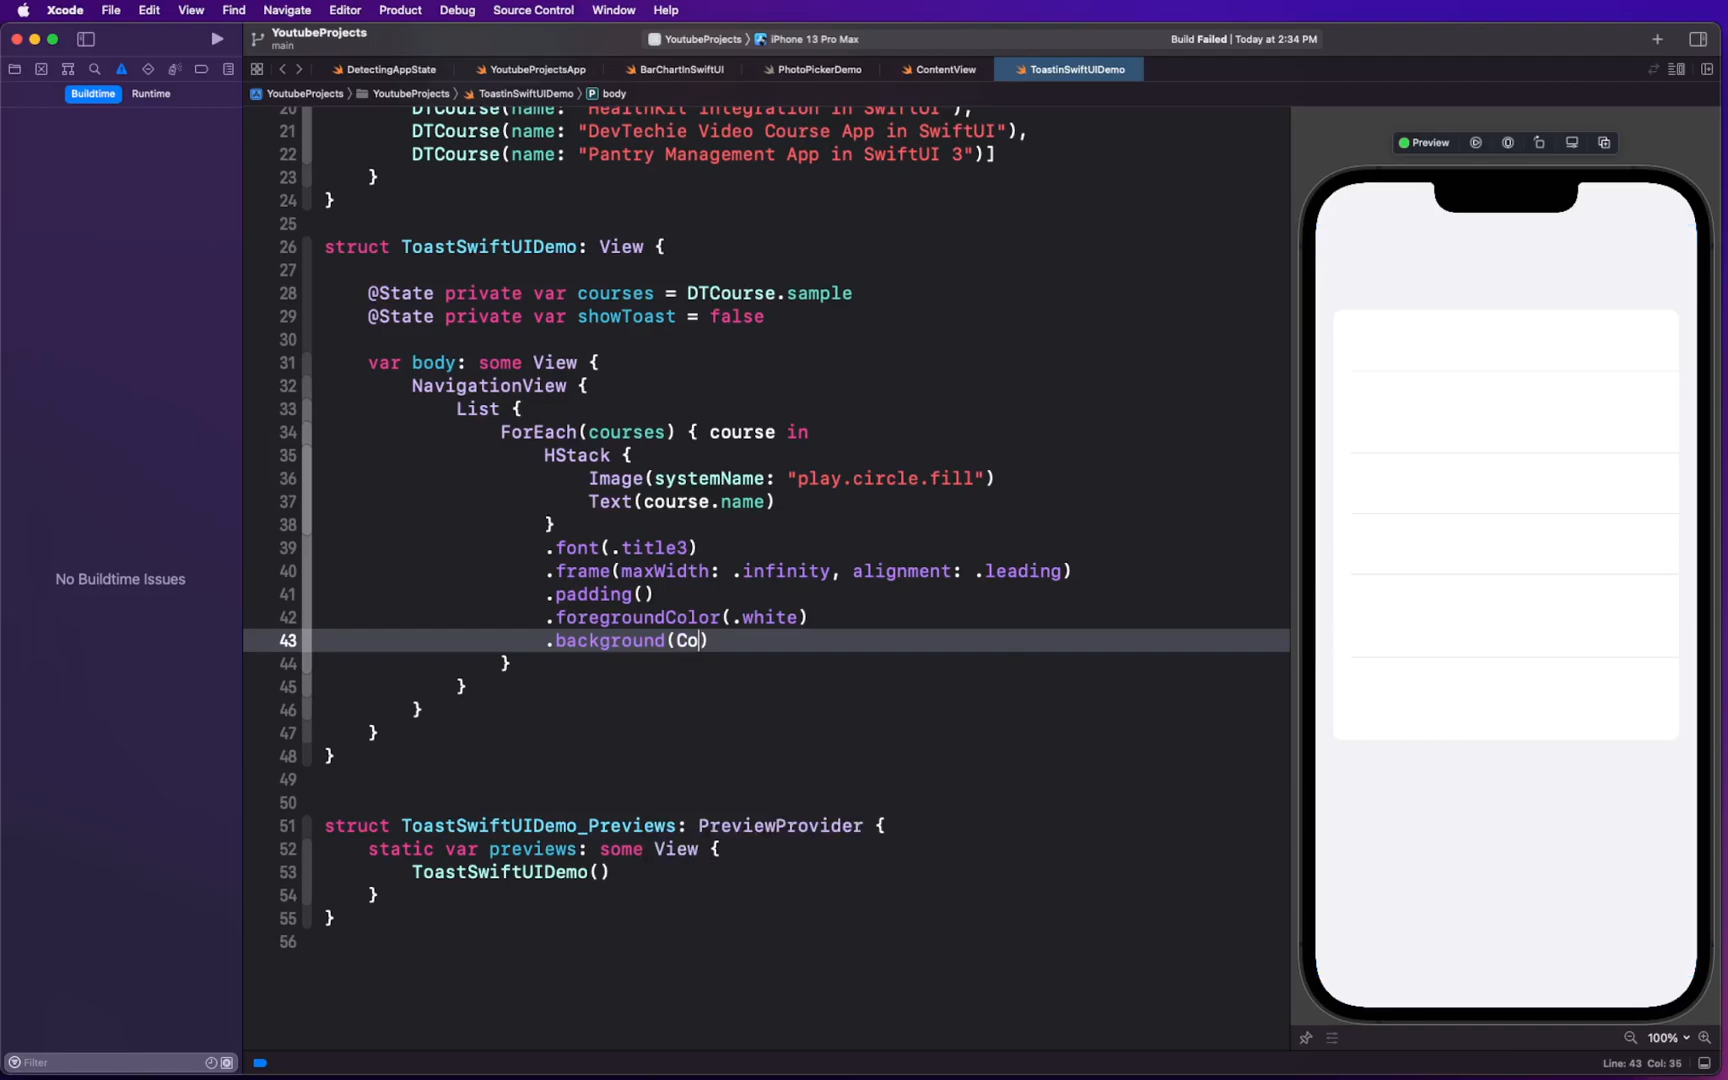 Xcode File Edit View Find Navigate Editor Product Debug Source Control Window Help
YoutubeProjects
main
YoutubeProjects 〉 iPhone 13 Pro Max
Build Failed | Today at 2:34 PM
DetectingAppState YoutubeProjectsApp BarChartInSwiftUI PhotoPickerDemo ContentView ToastinSwiftUIDemo
Buildtime Runtime
YoutubeProjects 〉 YoutubeProjects 〉 ToastinSwiftUIDemo 〉 P body
20 DTCourse(name: "HealthKit Integration in SwiftUI"),
21 DTCourse(name: "DevTechie Video Course App in SwiftUI"),
22 DTCourse(name: "Pantry Management App in SwiftUI 3")]
23 }
24 }
25
26 struct ToastSwiftUIDemo: View {
27
28 @State private var courses = DTCourse.sample
29 @State private var showToast = false
30
31 var body: some View {
32 NavigationView {
33 List {
34 ForEach(courses) { course in
35 HStack {
36 Image(systemName: "play.circle.fill")
37 Text(course.name)
38 }
39 .font(.title3)
40 .frame(maxWidth: .infinity, alignment: .leading)
41 .padding()
42 .foregroundColor(.white)
43 .background(Co)
44 }
45 }
46 }
47 }
48 }
49
50
51 struct ToastSwiftUIDemo_Previews: PreviewProvider {
52 static var previews: some View {
53 ToastSwiftUIDemo()
54 }
55 }
56
No Buildtime Issues
Preview
100%
Filter
Line: 43 Col: 35